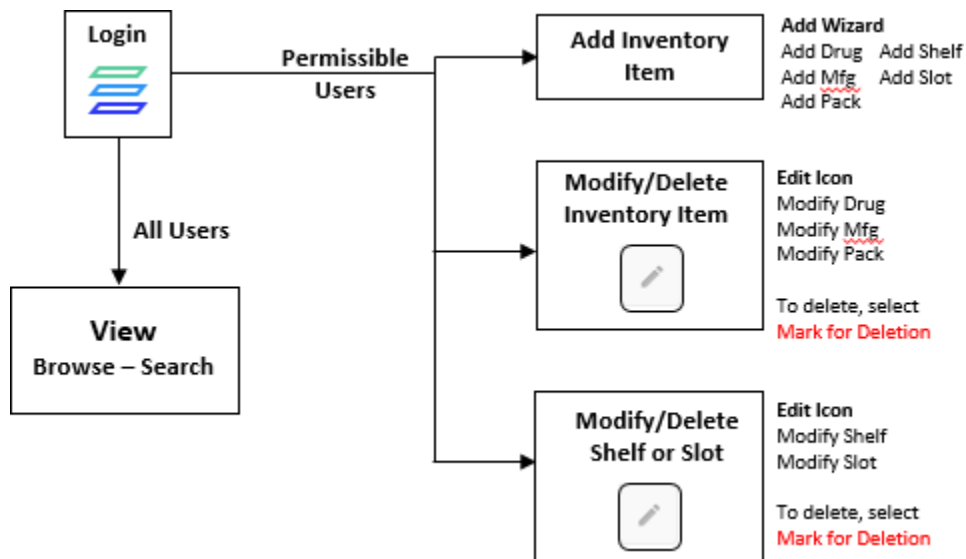 Login
Permissible
Users
All Users
View
Browse – Search
Add Inventory
Item
Add Wizard
Add Drug Add Shelf
Add Mfg Add Slot
Add Pack
Modify/Delete
Inventory Item
Edit Icon
Modify Drug
Modify Mfg
Modify Pack
To delete, select
Mark for Deletion
Modify/Delete
Shelf or Slot
Edit Icon
Modify Shelf
Modify Slot
To delete, select
Mark for Deletion